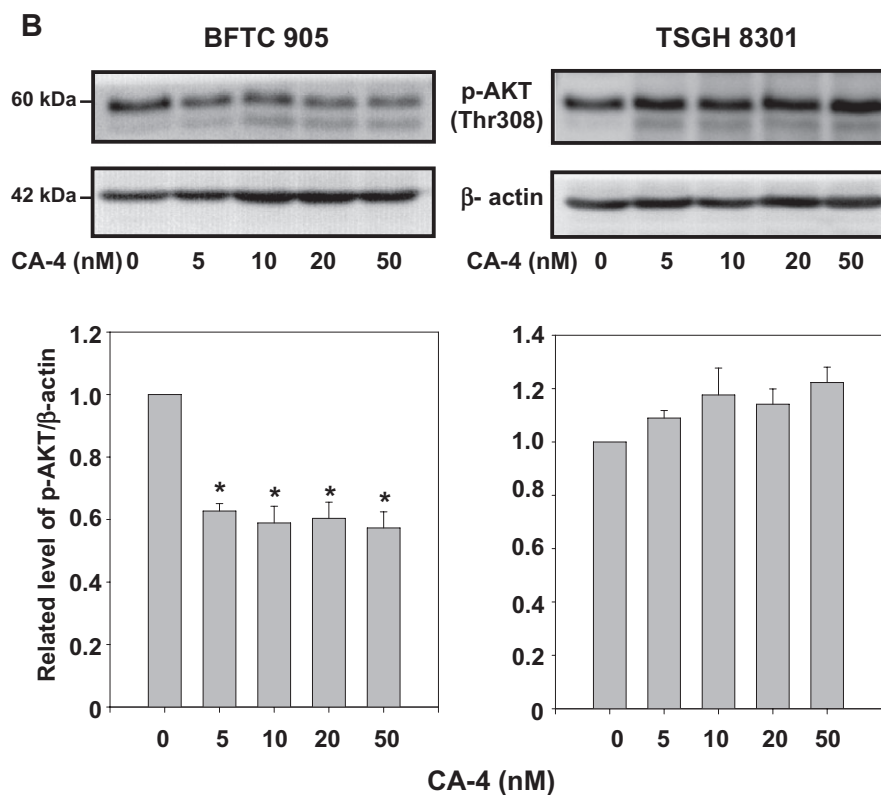 B
BFTC 905 TSGH 8301
60 kDa p-AKT
(Thr308)
42 kDa β- actin
CA-4 (nM) 0 5 10 20 50 CA-4 (nM) 0 5 10 20 50
Related level of p-AKT/β-actin
1.2
1.0
0.8
0.6
0.4
0.2
0
* * * *
0 5 10 20 50
1.4
1.2
1.0
0.8
0.6
0.4
0.2
0
0 5 10 20 50
CA-4 (nM)